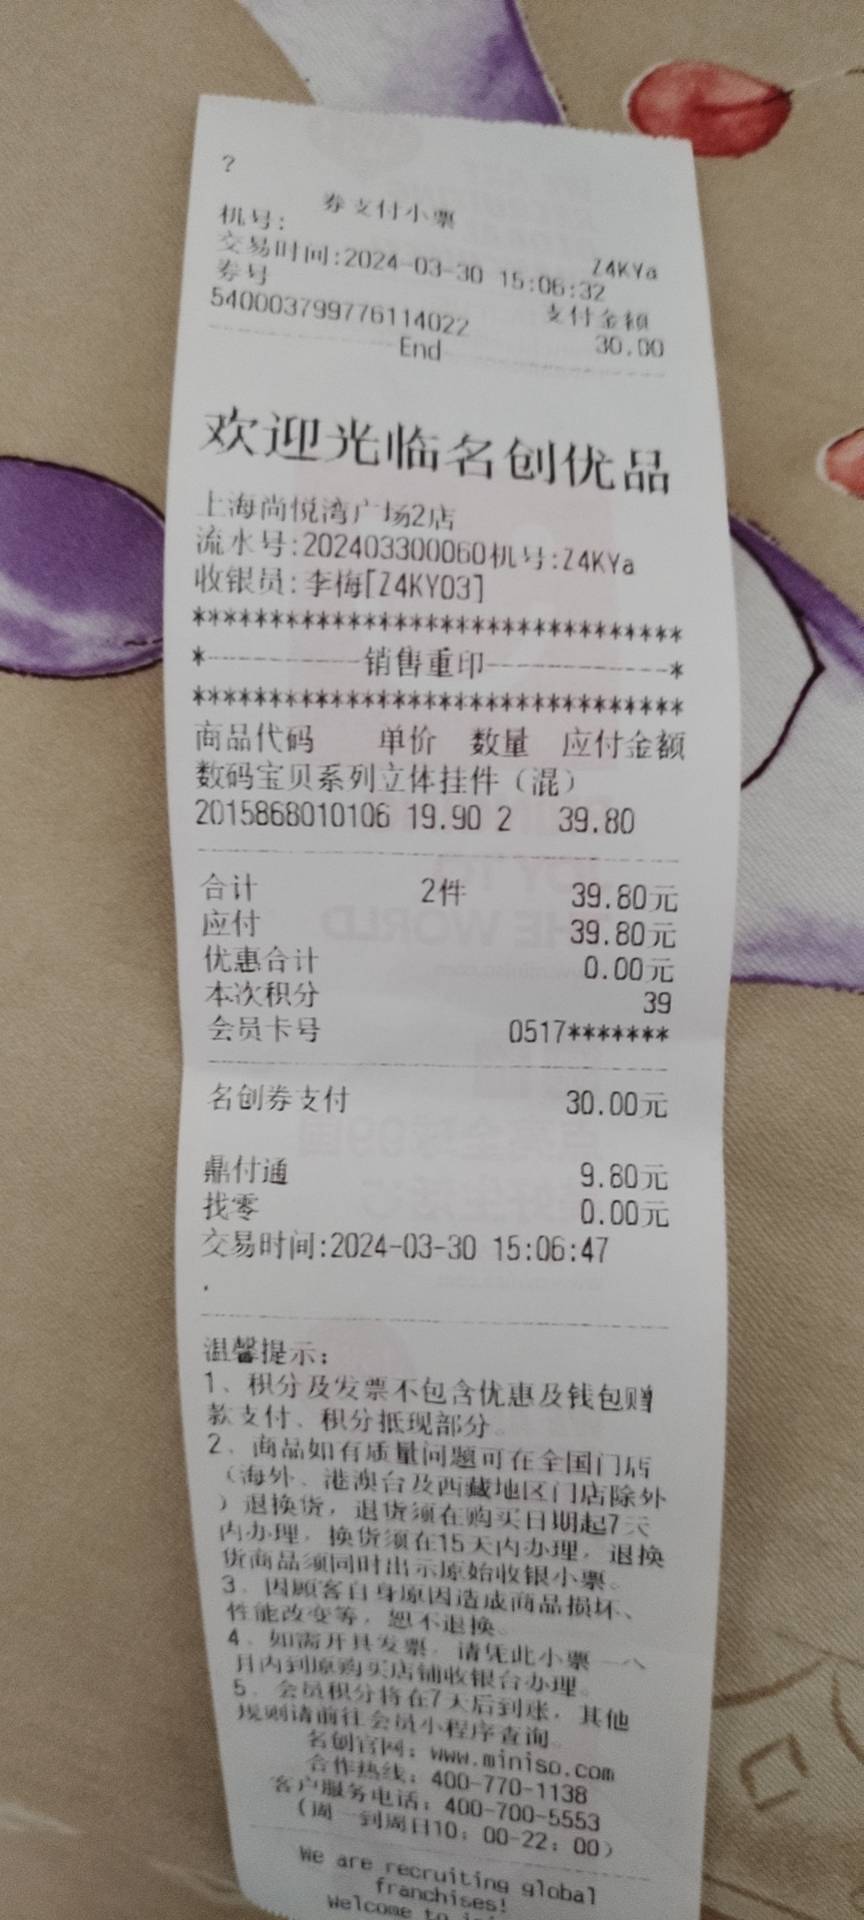 ?
券支付小票
机号: Z4KYa
交易时间:2024-03-30 15:06:32
券号 支付金额
540003799776114022 30.00
End
欢迎光临名创优品
上海尚悦湾广场2店
流水号:202403300060机号:Z4KYa
收银员:李梅[Z4KY03]
********************************
*-----------销售重印-------------*
********************************
商品代码 单价 数量 应付金额
数码宝贝系列立体挂件（混）
2015868010106 19.90 2 39.80
合计 2件 39.80元
应付 39.80元
优惠合计 0.00元
本次积分 39
会员卡号 0517*******
名创券支付 30.00元
鼎付通 9.80元
找零 0.00元
交易时间:2024-03-30 15:06:47
.
温馨提示:
1、积分及发票不包含优惠及钱包赠
款支付、积分抵现部分。
2、商品如有质量问题可在全国门店
（海外、港澳台及西藏地区门店除外
）退换货，退货须在购买日期起7天
内办理，换货须在15天内办理，退换
货商品须同时出示原始收银小票。
3、因顾客自身原因造成商品损坏、
性能改变等，恕不退换。
4、如需开具发票，请凭此小票一个
月内到原购买店铺收银台办理。
5、会员积分将在7天后到账，其他
规则请前往会员小程序查询。
名创官网：www.miniso.com
合作热线：400-770-1138
客户服务电话：400-700-5553
(周一到周日10：00-22：00)
We are recruiting global
franchises!
Welcome to